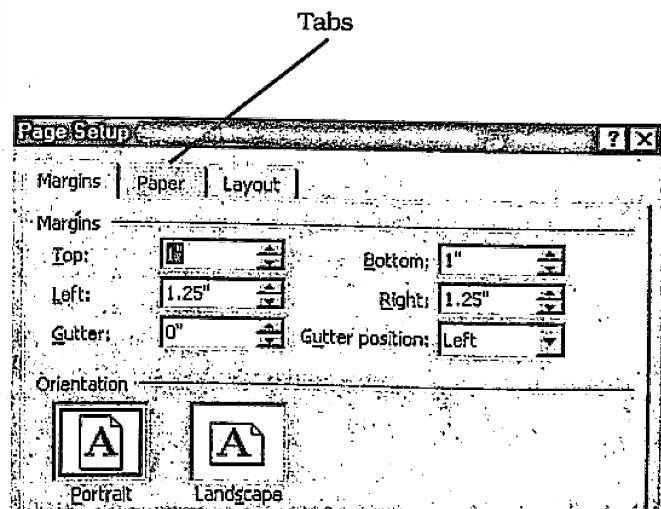 Tabs
Page Setup ? X
Margins Paper Layout
Margins
Top: 1" Bottom: 1"
Left: 1.25" Right: 1.25"
Gutter: 0" Gutter position: Left
Orientation
A A
Portrait Landscape